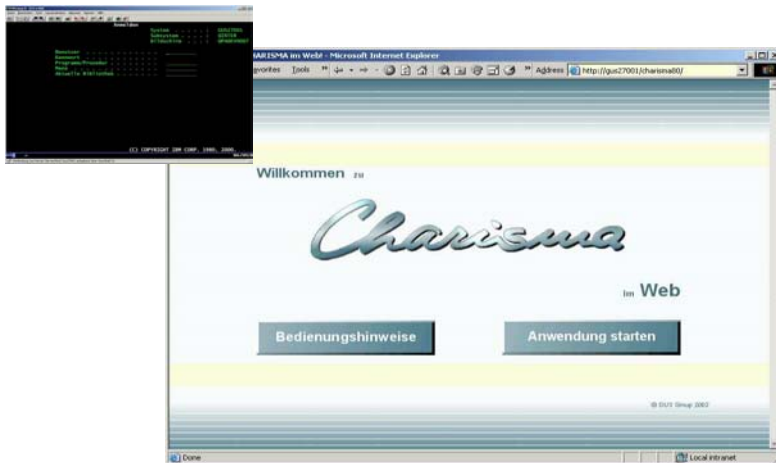 Anmelden
System . . . . . :
Subsystem . . . . :
Bildschirm . . . . :
Benutzer . . . . . . . . . . . . . .
Kennwort . . . . . . . . . . . . . .
Programm/Prozedur . . . . . . . . .
Menü . . . . . . . . . . . . . . . .
Aktuelle Bibliothek . . . . . . . .
(C) COPYRIGHT IBM CORP. 1980, 2000.
CHARISMA im Web! - Microsoft Internet Explorer
Favorites Tools Address http://gus27001/charisma80/
Willkommen zu
Charisma
im Web
Bedienungshinweise Anwendung starten
© GUS Group 2002
Done Local intranet